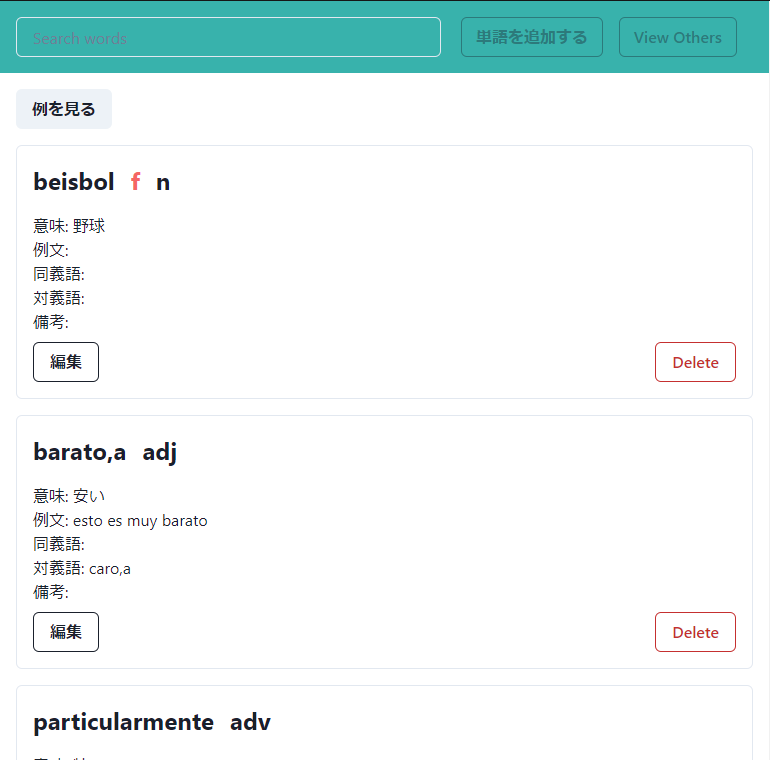 Search words 単語を追加する View Others
例を見る
beisbol f n
意味: 野球
例文:
同義語:
対義語:
備考:
編集 Delete
barato,a adj
意味: 安い
例文: esto es muy barato
同義語:
対義語: caro,a
備考:
編集 Delete
particularmente adv